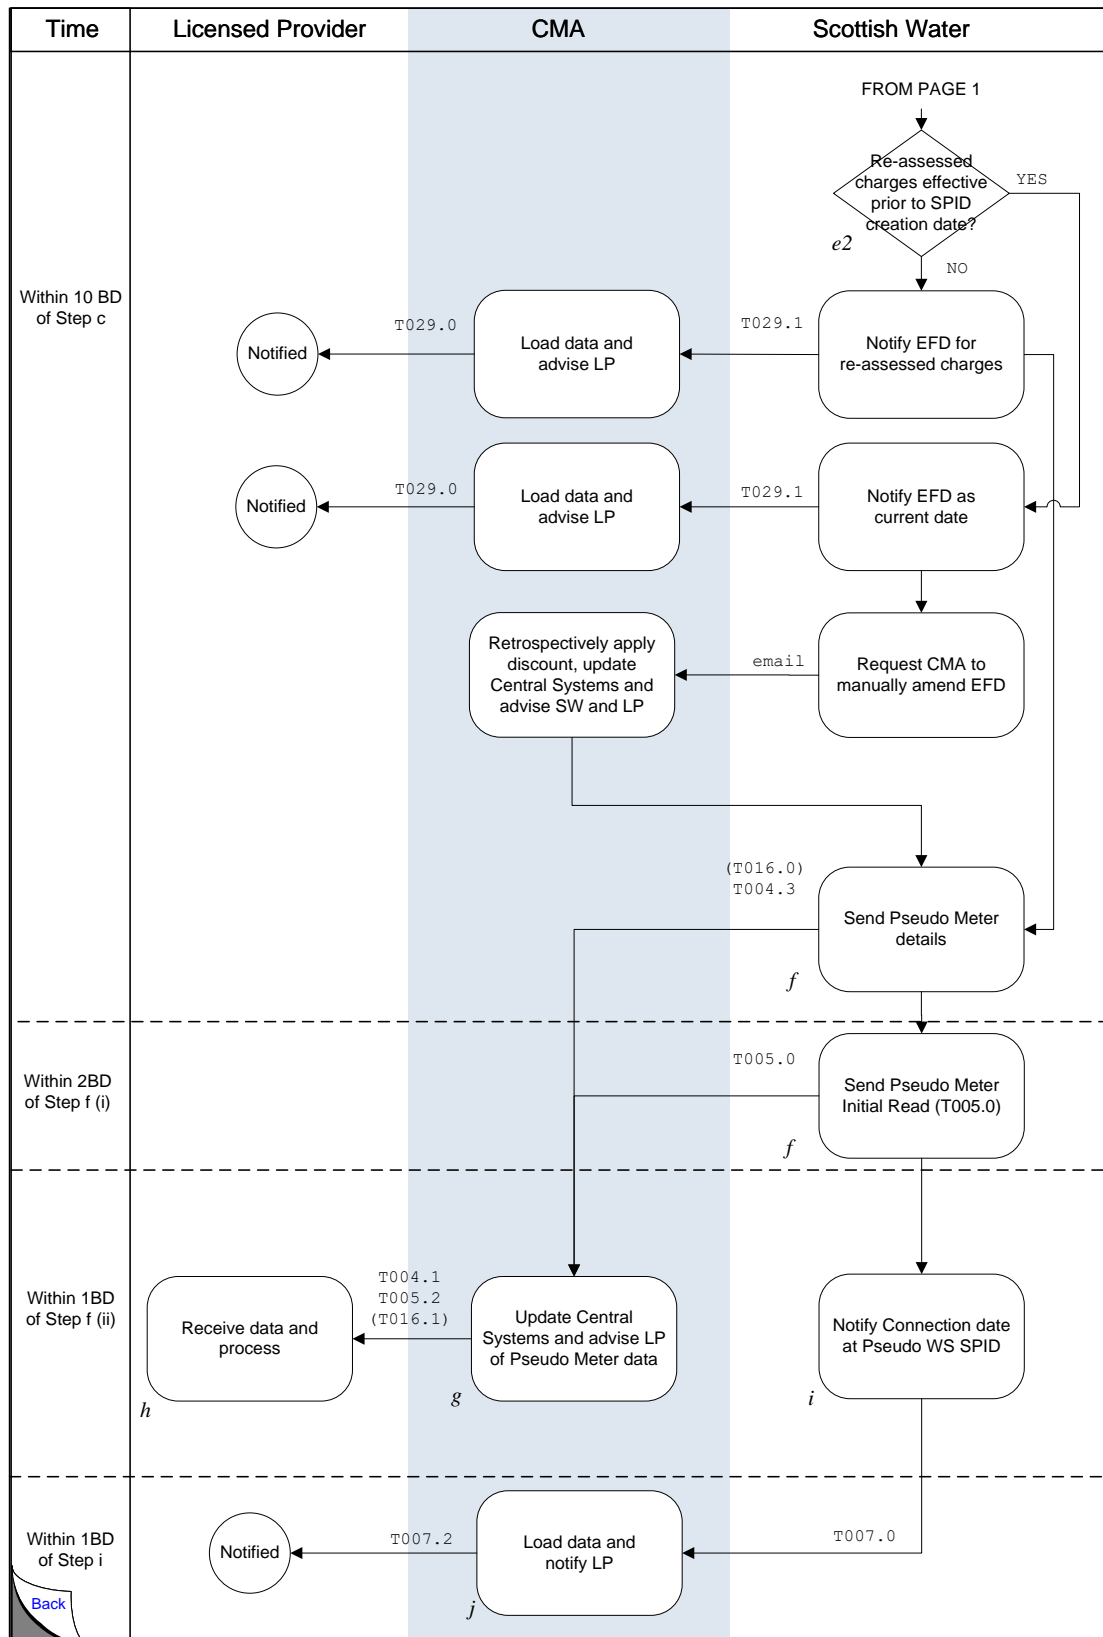 Time
Licensed Provider
CMA
Scottish Water
FROM PAGE 1
Re-assessed
charges effective
prior to SPID
creation date?
YES
e2
NO
Within 10 BD
of Step c
Notified
T029.0
Load data and
advise LP
T029.1
Notify EFD for
re-assessed charges
Notified
T029.0
Load data and
advise LP
T029.1
Notify EFD as
current date
Retrospectively apply
discount, update
Central Systems and
advise SW and LP
email
Request CMA to
manually amend EFD
(T016.0)
T004.3
Send Pseudo Meter
details
f
Within 2BD
of Step f (i)
T005.0
Send Pseudo Meter
Initial Read (T005.0)
f
Within 1BD
of Step f (ii)
Receive data and
process
h
T004.1
T005.2
(T016.1)
Update Central
Systems and advise LP
of Pseudo Meter data
g
Notify Connection date
at Pseudo WS SPID
i
Within 1BD
of Step i
Notified
T007.2
Load data and
notify LP
j
T007.0
Back